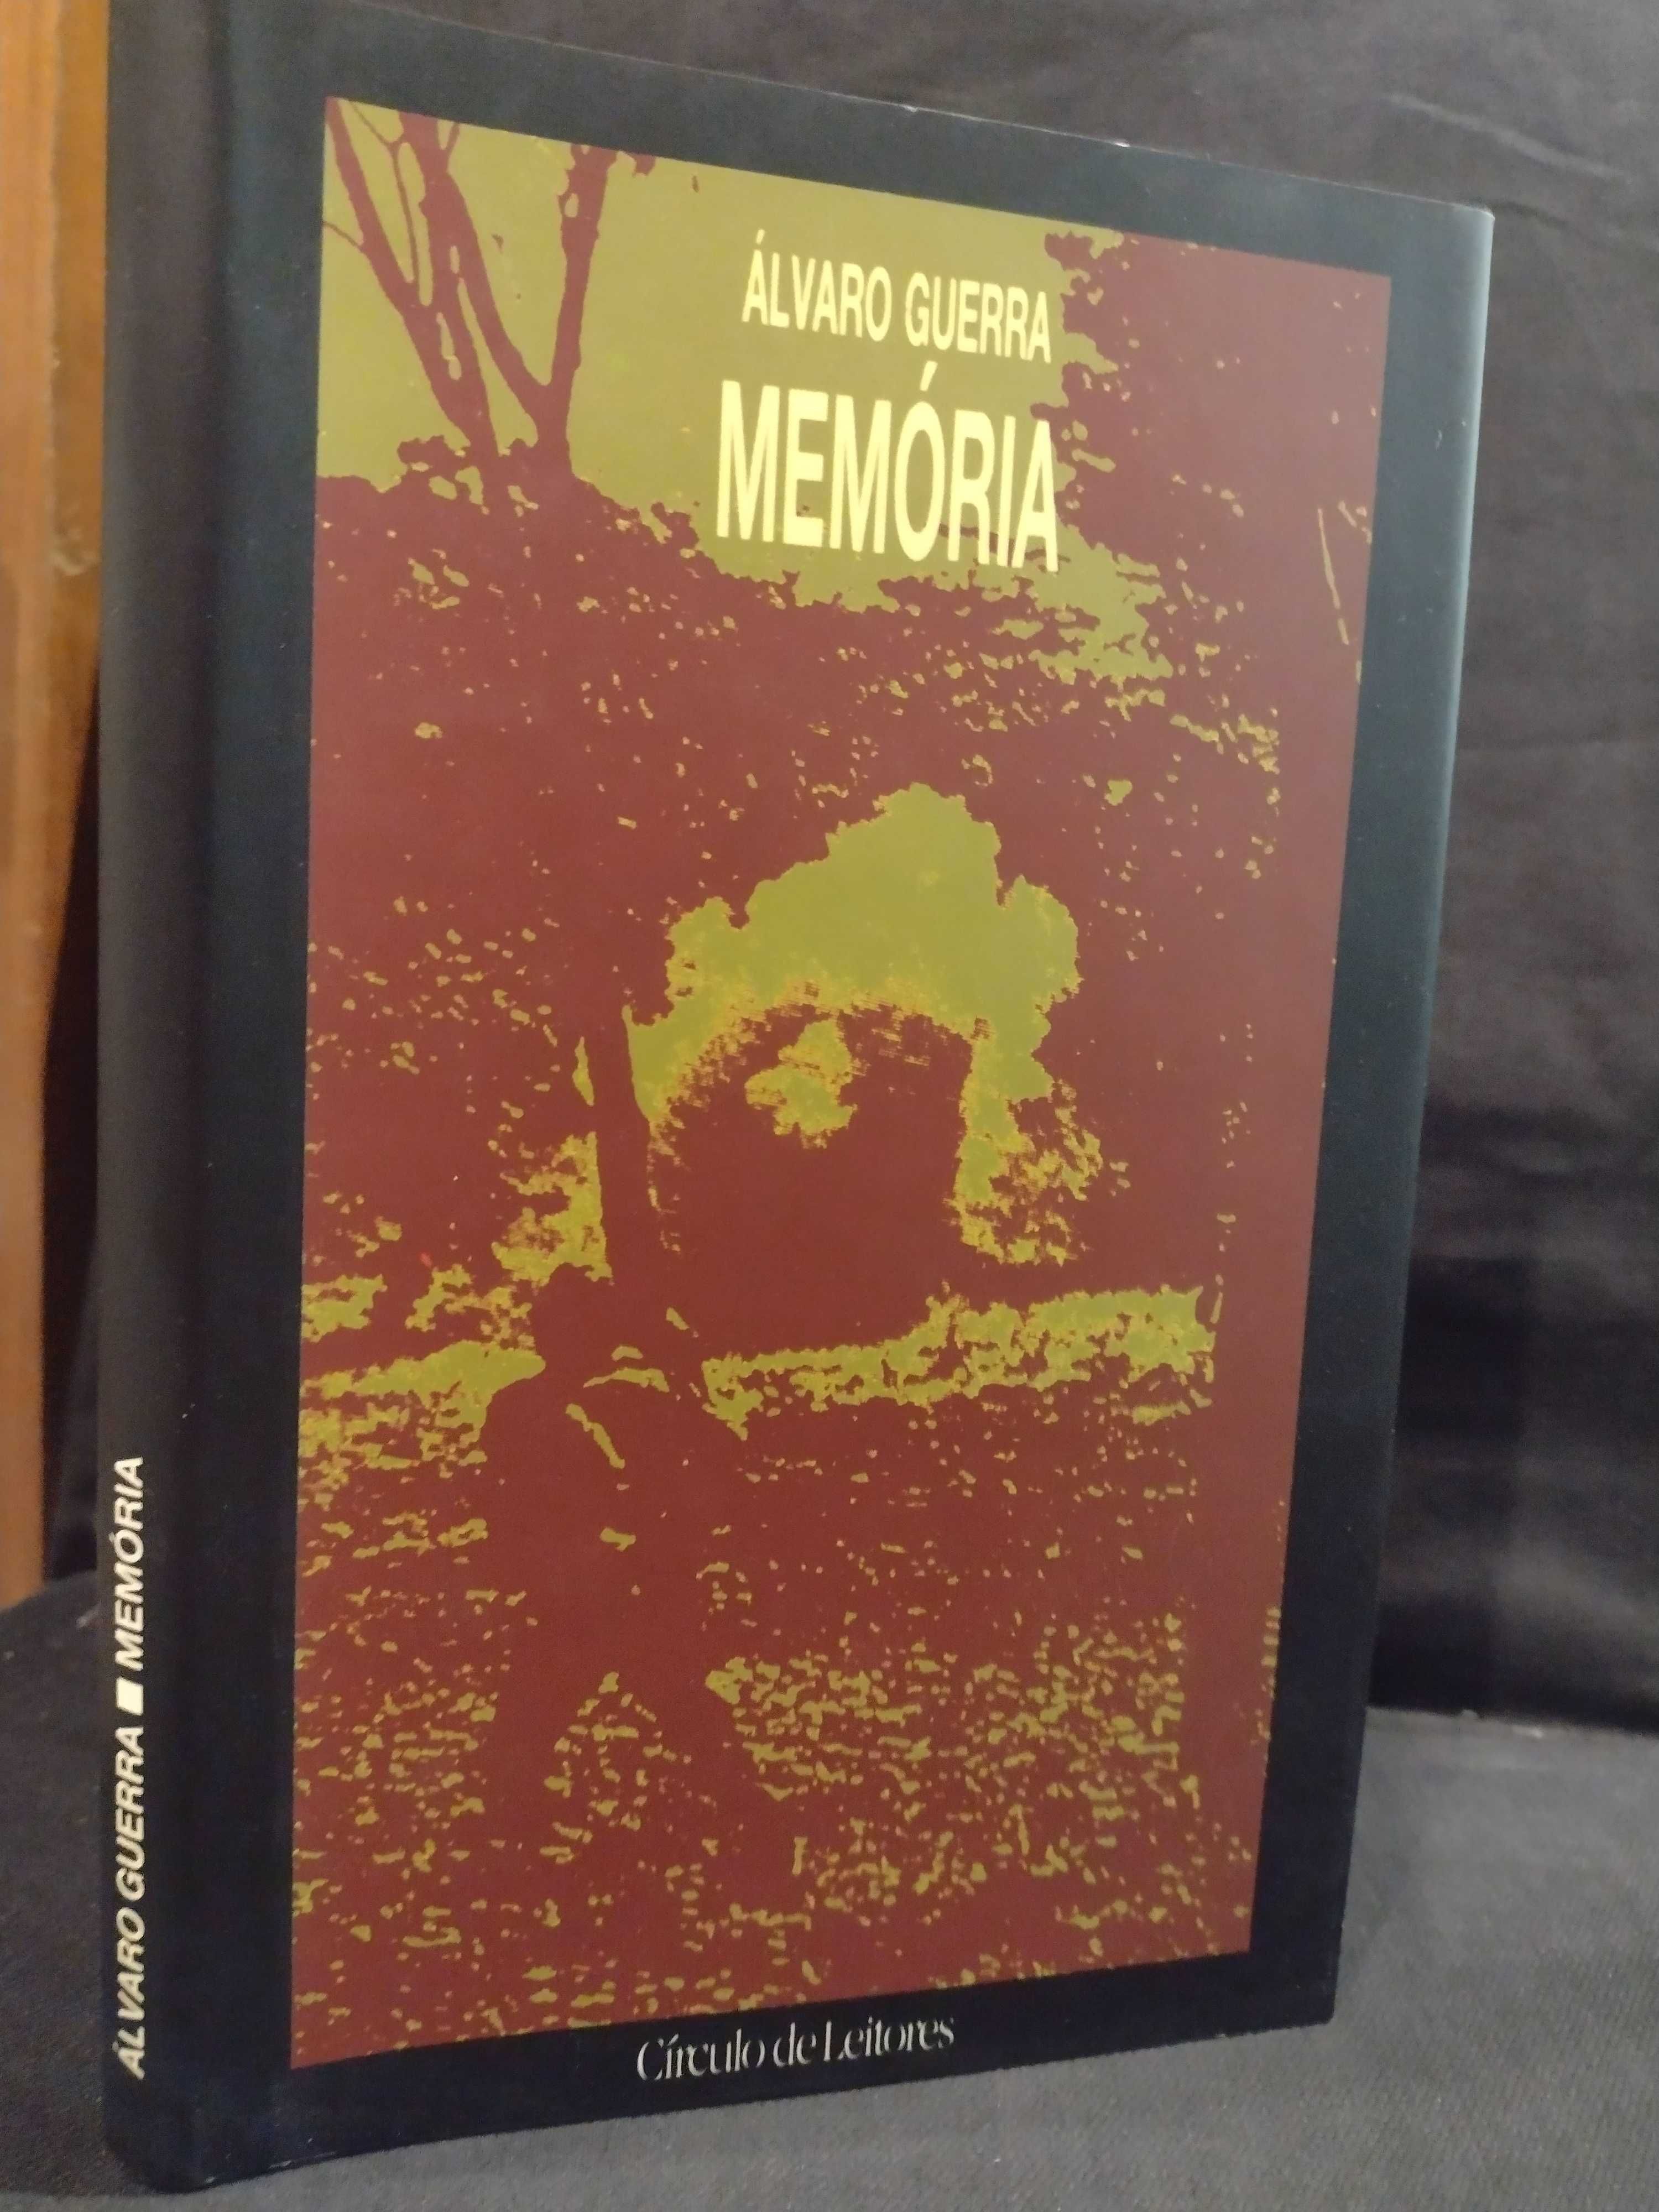 ÁLVARO GUERRA
MEMÓRIA
Círculo de Leitores
ÁLVARO GUERRA ■ MEMÓRIA